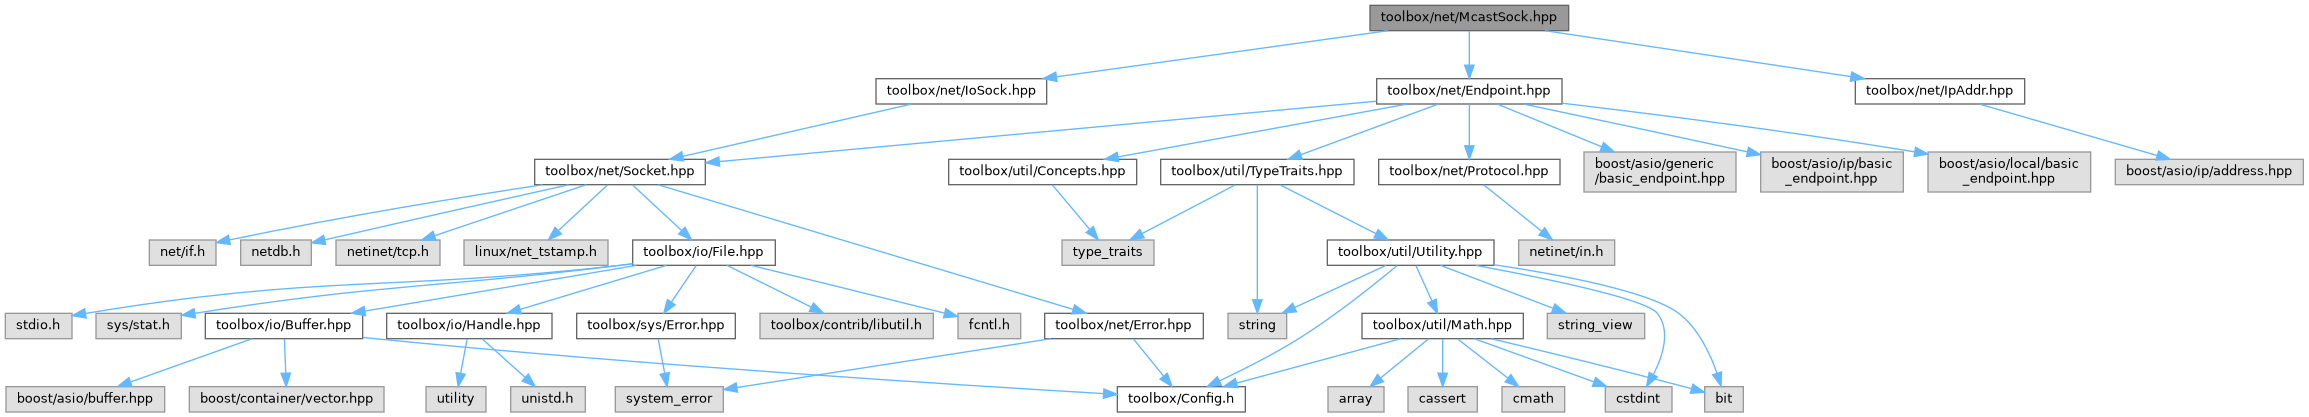 toolbox/net/McastSock.hpp
toolbox/net/IoSock.hpp
toolbox/net/Endpoint.hpp
toolbox/net/IpAddr.hpp
toolbox/net/Socket.hpp
toolbox/util/Concepts.hpp
toolbox/util/TypeTraits.hpp
toolbox/net/Protocol.hpp
boost/asio/generic
/basic_endpoint.hpp
boost/asio/ip/basic
_endpoint.hpp
boost/asio/local/basic
_endpoint.hpp
boost/asio/ip/address.hpp
net/if.h
netdb.h
netinet/tcp.h
linux/net_tstamp.h
toolbox/io/File.hpp
type_traits
toolbox/util/Utility.hpp
netinet/in.h
stdio.h
sys/stat.h
toolbox/io/Buffer.hpp
toolbox/io/Handle.hpp
toolbox/sys/Error.hpp
toolbox/contrib/libutil.h
fcntl.h
toolbox/net/Error.hpp
string
toolbox/util/Math.hpp
string_view
boost/asio/buffer.hpp
boost/container/vector.hpp
utility
unistd.h
system_error
toolbox/Config.h
array
cassert
cmath
cstdint
bit